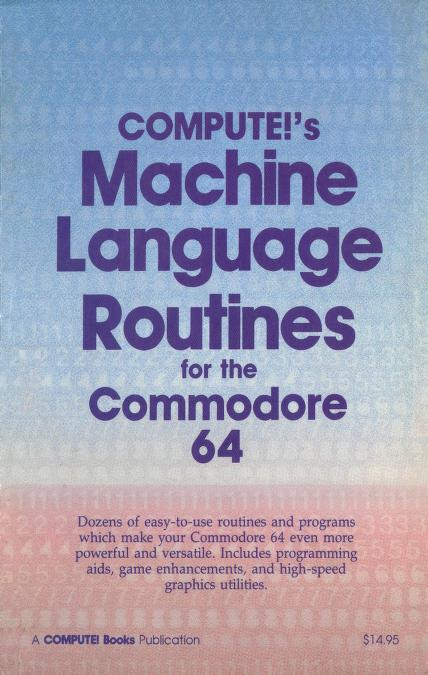 COMPUTE!'s
Machine
Language
Routines
for the
Commodore
64
Dozens of easy-to-use routines and programs
which make your Commodore 64 even more
powerful and versatile. Includes programming
aids, game enhancements, and high-speed
graphics utilities.
A COMPUTE! Books Publication $14.95